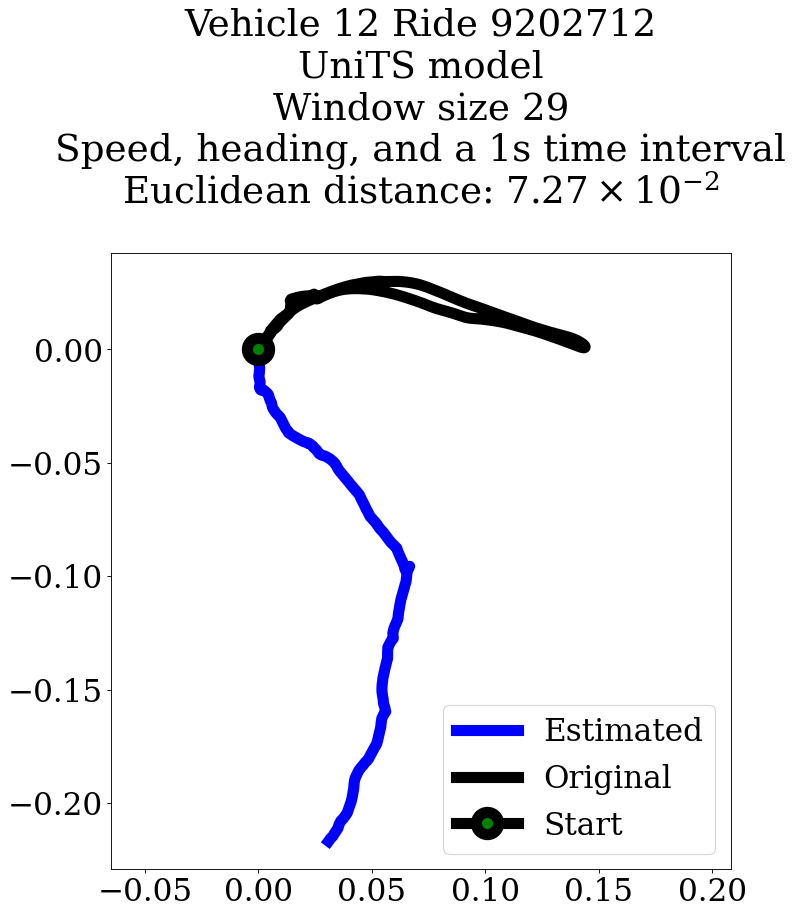 Vehicle 12 Ride 9202712
UniTS model
Window size 29
Speed, heading, and a 1s time interval
Euclidean distance: 7.27 × 10⁻²
0.00
−0.05
−0.10
−0.15
−0.20
Estimated
Original
Start
−0.05 0.00 0.05 0.10 0.15 0.20